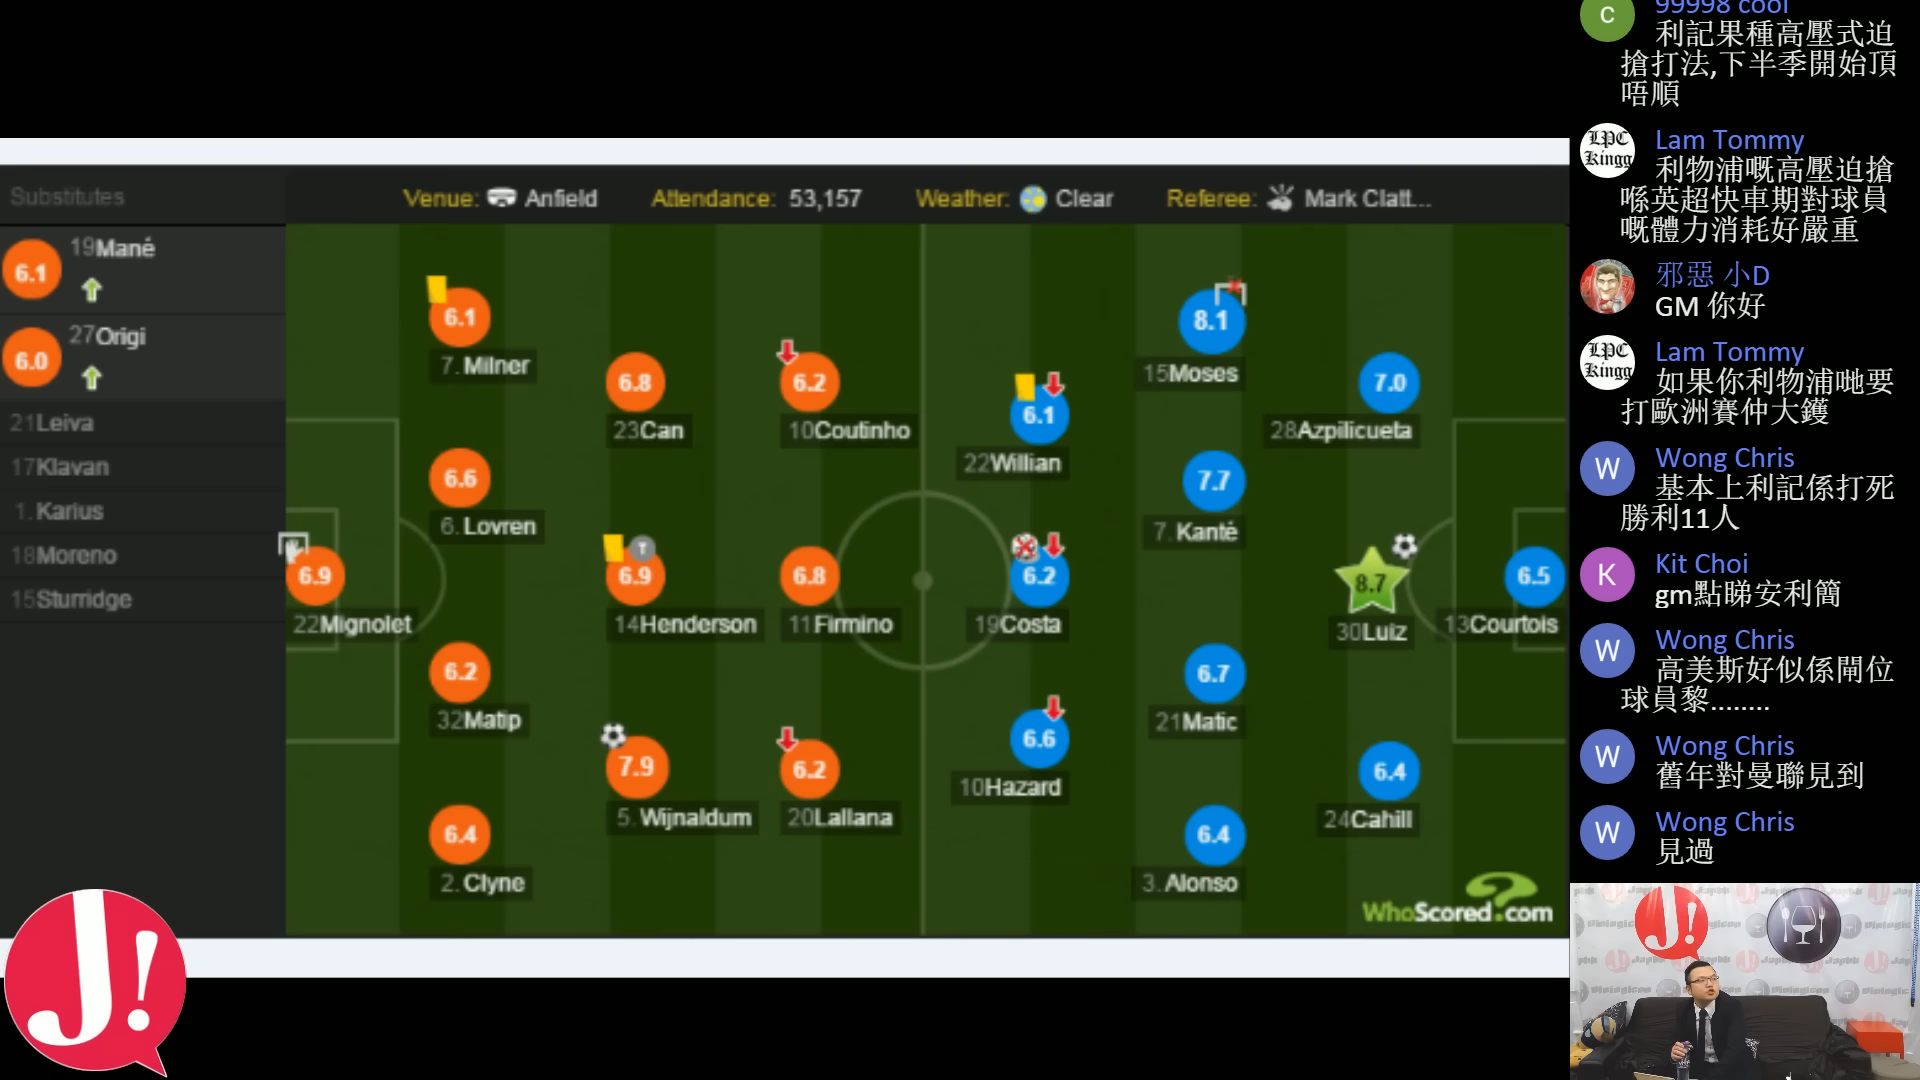 Substitutes
Venue: Anfield Attendance: 53,157 Weather: Clear Referee: Mark Clatt...
6.1 19Mané
6.0 27Origi
21Leiva
17Klavan
1. Karius
18Moreno
15Sturridge
6.9
22Mignolet
6.1
7. Milner
6.6
6. Lovren
6.2
32Matip
6.4
2. Clyne
6.8
23Can
T
6.9
14Henderson
7.9
5. Wijnaldum
6.2
10Coutinho
6.8
11Firmino
6.2
20Lallana
6.1
22Willian
6.2
19Costa
6.6
10Hazard
8.1
15Moses
7.7
7. Kanté
6.7
21Matic
6.4
3. Alonso
7.0
28Azpilicueta
8.7
30Luiz
6.4
24Cahill
6.5
13Courtois
WhoScored.com
J!
C
99998 cool
利記果種高壓式迫
搶打法,下半季開始頂
唔順
LPC
Kingg
Lam Tommy
利物浦嘅高壓迫搶
喺英超快車期對球員
嘅體力消耗好嚴重
邪惡 小D
GM 你好
LPC
Kingg
Lam Tommy
如果你利物浦哋要
打歐洲賽仲大鑊
W
Wong Chris
基本上利記係打死
勝利11人
K
Kit Choi
gm點睇安利簡
W
Wong Chris
高美斯好似係閘位
球員黎........
W
Wong Chris
舊年對曼聯見到
W
Wong Chris
見過
J!